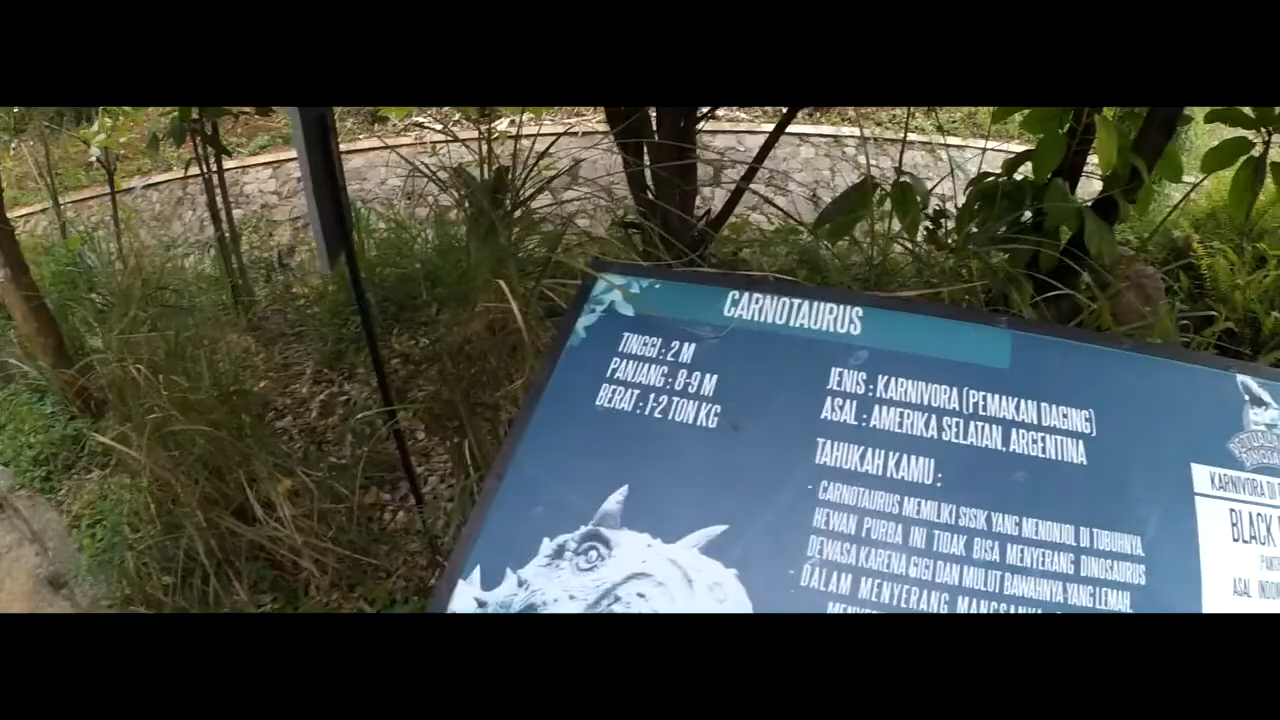 CARNOTAURUS
TINGGI : 2 M
PANJANG : 8-9 M
BERAT : 1-2 TON KG
JENIS : KARNIVORA (PEMAKAN DAGING)
ASAL : AMERIKA SELATAN, ARGENTINA
TAHUKAH KAMU :
· CARNOTAURUS MEMILIKI SISIK YANG MENONJOL DI TUBUHNYA
HEWAN PURBA INI TIDAK BISA MENYERANG DINOSAURUS
DEWASA KARENA GIGI DAN MULUT BAWAHNYA YANG LEMAH.
DALAM MENYERANG MANGSANYA
KARNIVORA DI
BLACK
ASAL